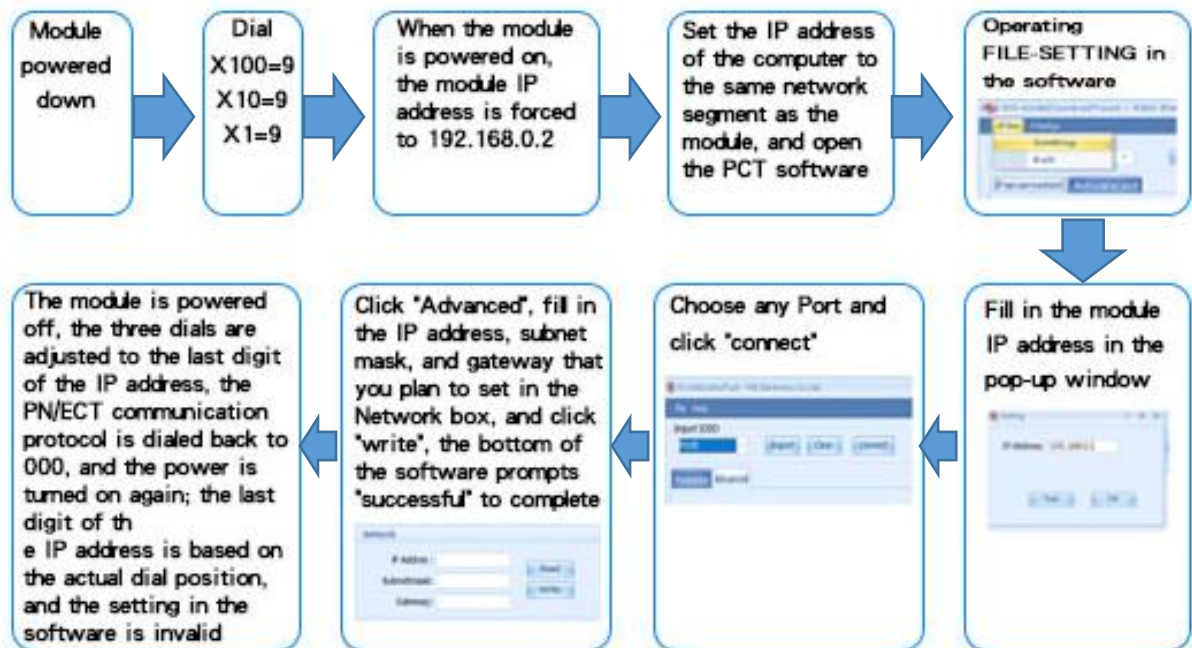 Module
powered
down
Dial
X100=9
X10=9
X1=9
When the module
is powered on,
the module IP
address is forced
to 192.168.0.2
Set the IP address
of the computer to
the same network
segment as the
module, and open
the PCT software
Operating
FILE-SETTING in
the software
Fill in the module
IP address in the
pop-up window
Choose any Port and
click "connect"
Click "Advanced", fill in
the IP address, subnet
mask, and gateway that
you plan to set in the
Network box, and click
"write", the bottom of
the software prompts
"successful" to complete
Network
IP Address:
Subnetmask:
Gateway:
Read
Write
The module is powered
off, the three dials are
adjusted to the last digit
of the IP address, the
PN/ECT communication
protocol is dialed back to
000, and the power is
turned on again; the last
digit of th
e IP address is based on
the actual dial position,
and the setting in the
software is invalid